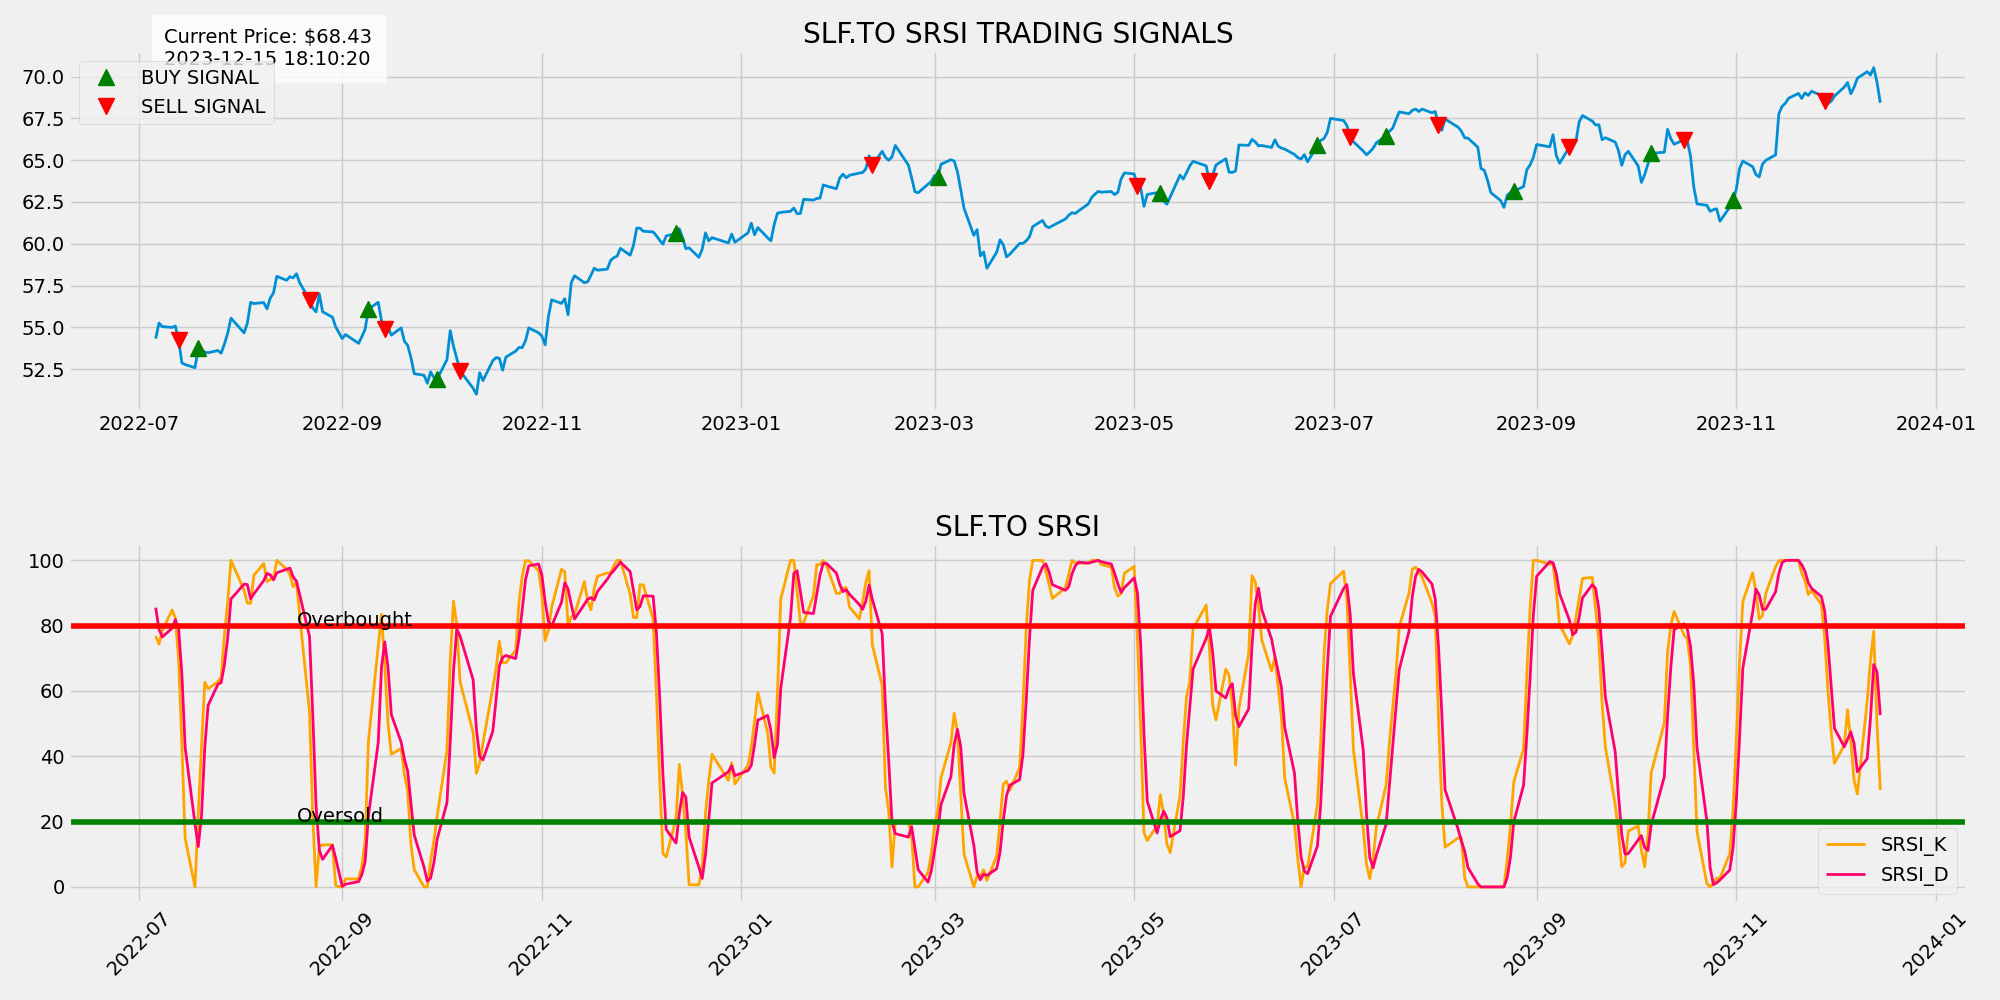 SLF.TO SRSI TRADING SIGNALS
Current Price: $68.43
2023-12-15 18:10:20
BUY SIGNAL
SELL SIGNAL
70.0
67.5
65.0
62.5
60.0
57.5
55.0
52.5
2022-07 2022-09 2022-11 2023-01 2023-03 2023-05 2023-07 2023-09 2023-11 2024-01
SLF.TO SRSI
100
80
60
40
20
0
Overbought
Oversold
SRSI_K
SRSI_D
2022-07 2022-09 2022-11 2023-01 2023-03 2023-05 2023-07 2023-09 2023-11 2024-01